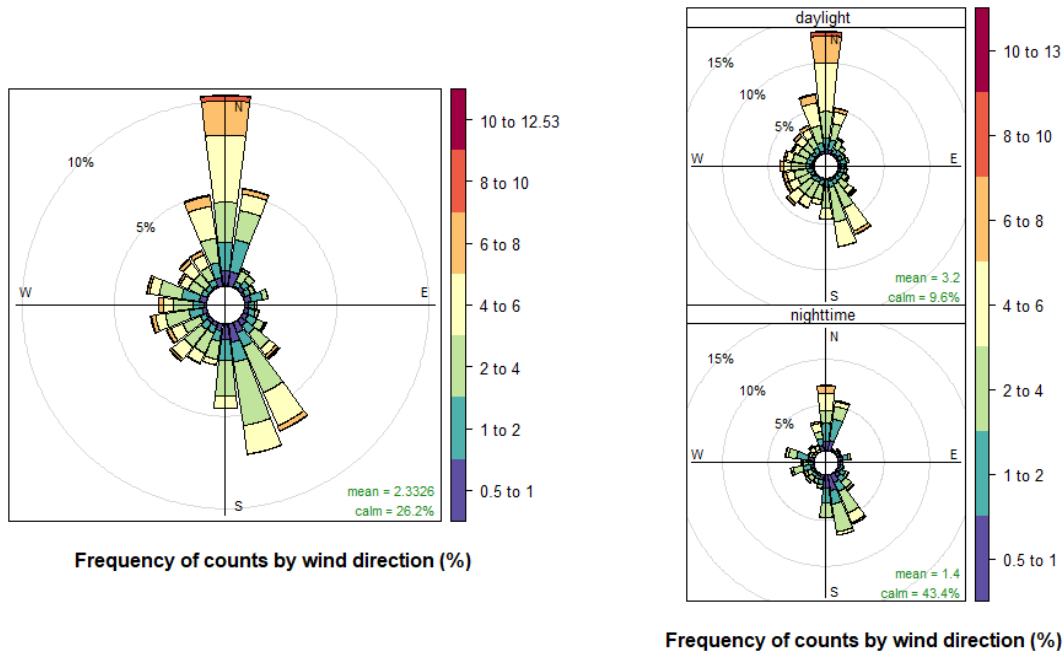 N
10%
5%
W
E
S
mean = 2.3326
calm = 26.2%
10 to 12.53
8 to 10
6 to 8
4 to 6
2 to 4
1 to 2
0.5 to 1
Frequency of counts by wind direction (%)
daylight
N
15%
10%
5%
W
E
S
mean = 3.2
calm = 9.6%
nighttime
N
15%
10%
5%
W
E
S
mean = 1.4
calm = 43.4%
10 to 13
8 to 10
6 to 8
4 to 6
2 to 4
1 to 2
0.5 to 1
Frequency of counts by wind direction (%)